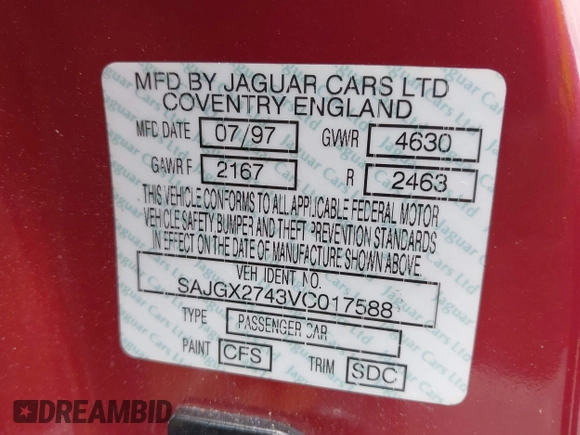 MFD BY JAGUAR CARS LTD
COVENTRY ENGLAND
MFD DATE 07/97 GVWR 4630
GAWR F 2167 R 2463
THIS VEHICLE CONFORMS TO ALL APPLICABLE FEDERAL MOTOR
VEHICLE SAFETY BUMPER AND THEFT PREVENTION STANDARDS
IN EFFECT ON THE DATE OF MANUFACTURE SHOWN ABOVE.
VEH IDENT NO.
SAJGX2743VC017588
TYPE PASSENGER CAR
PAINT CFS TRIM SDC
DREAMBID